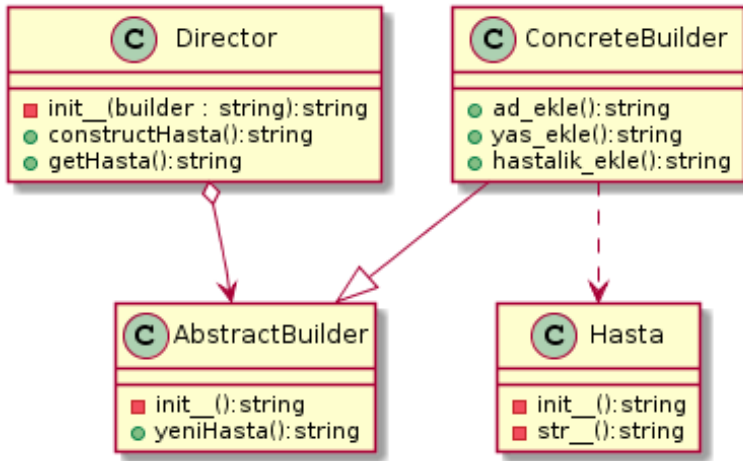 C Director
init__(builder : string):string
constructHasta():string
getHasta():string
C ConcreteBuilder
ad_ekle():string
yas_ekle():string
hastalik_ekle():string
C AbstractBuilder
init__():string
yeniHasta():string
C Hasta
init__():string
str__():string